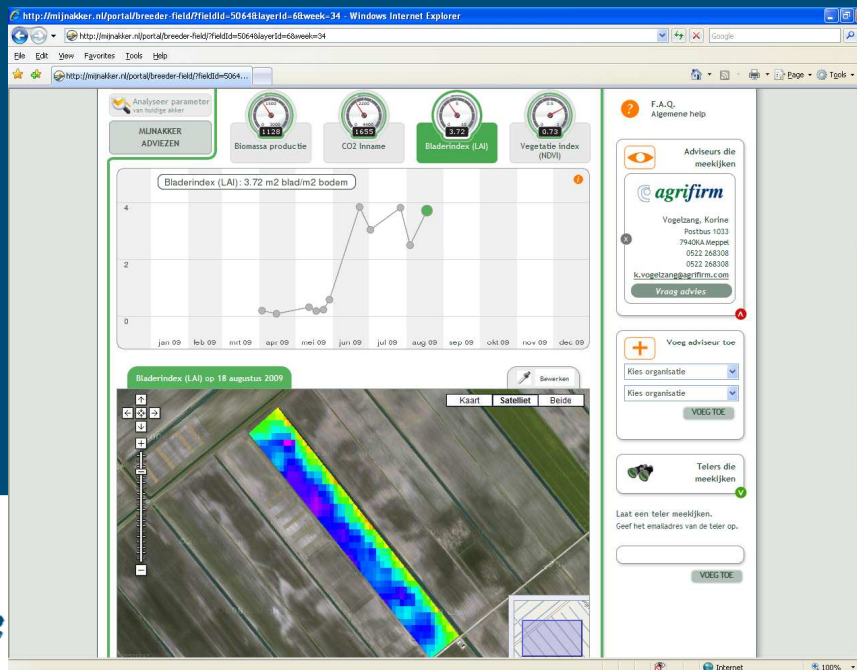 http://mijnakker.nl/portal/breeder-field/?fieldId=5064&layerId=6&week=34 - Windows Internet Explorer
http://mijnakker.nl/portal/breeder-field/?fieldId=5064&layerId=6&week=34
Google
File Edit View Favorites Tools Help
http://mijnakker.nl/portal/breeder-field/?fieldId=5064...
Page Tools
Analyseer parameter
van huidige akker
MIJNAKKER
ADVIEZEN
1128
Biomassa productie
1655
CO2 Inname
3.72
Bladerindex (LAI)
0.73
Vegetatie index
(NDVI)
Bladerindex (LAI): 3.72 m2 blad/m2 bodem
4
2
0
jan 09 feb 09 mrt 09 apr 09 mei 09 jun 09 jul 09 aug 09 sep 09 okt 09 nov 09 dec 09
Bladerindex (LAI) op 18 augustus 2009
Bewerken
Kaart Satelliet Beide
F.A.Q.
Algemene help
Adviseurs die
meekijken
agrifirm
Vogelzang, Korine
Postbus 1033
7940KA Meppel
0522 268308
0522 268308
k.vogelzang@agrifirm.com
Vraag advies
Voeg adviseur toe
Kies organisatie
Kies organisatie
VOEG TOE
Telers die
meekijken
Laat een teler meekijken.
Geef het emailadres van de teler op.
VOEG TOE
Internet
100%